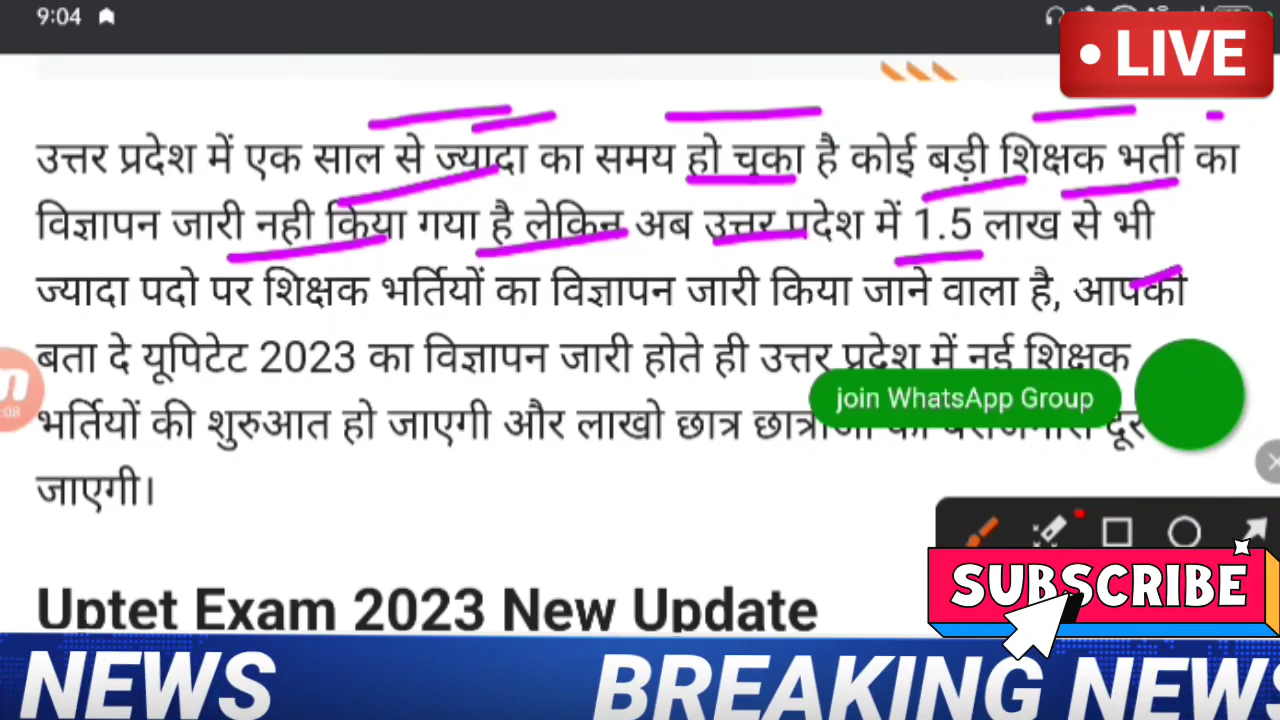 9:04
LIVE
उत्तर प्रदेश में एक साल से ज्यादा का समय हो चुका है कोई बड़ी शिक्षक भर्ती का
विज्ञापन जारी नही किया गया है लेकिन अब उत्तर प्रदेश में 1.5 लाख से भी
ज्यादा पदो पर शिक्षक भर्तियों का विज्ञापन जारी किया जाने वाला है, आपको
बता दे यूपिटेट 2023 का विज्ञापन जारी होते ही उत्तर प्रदेश में नई शिक्षक
join WhatsApp Group
भर्तियों की शुरुआत हो जाएगी और लाखो छात्र दूर
जाएगी।
Uptet Exam 2023 New Update
SUBSCRIBE
NEWS BREAKING NEWS